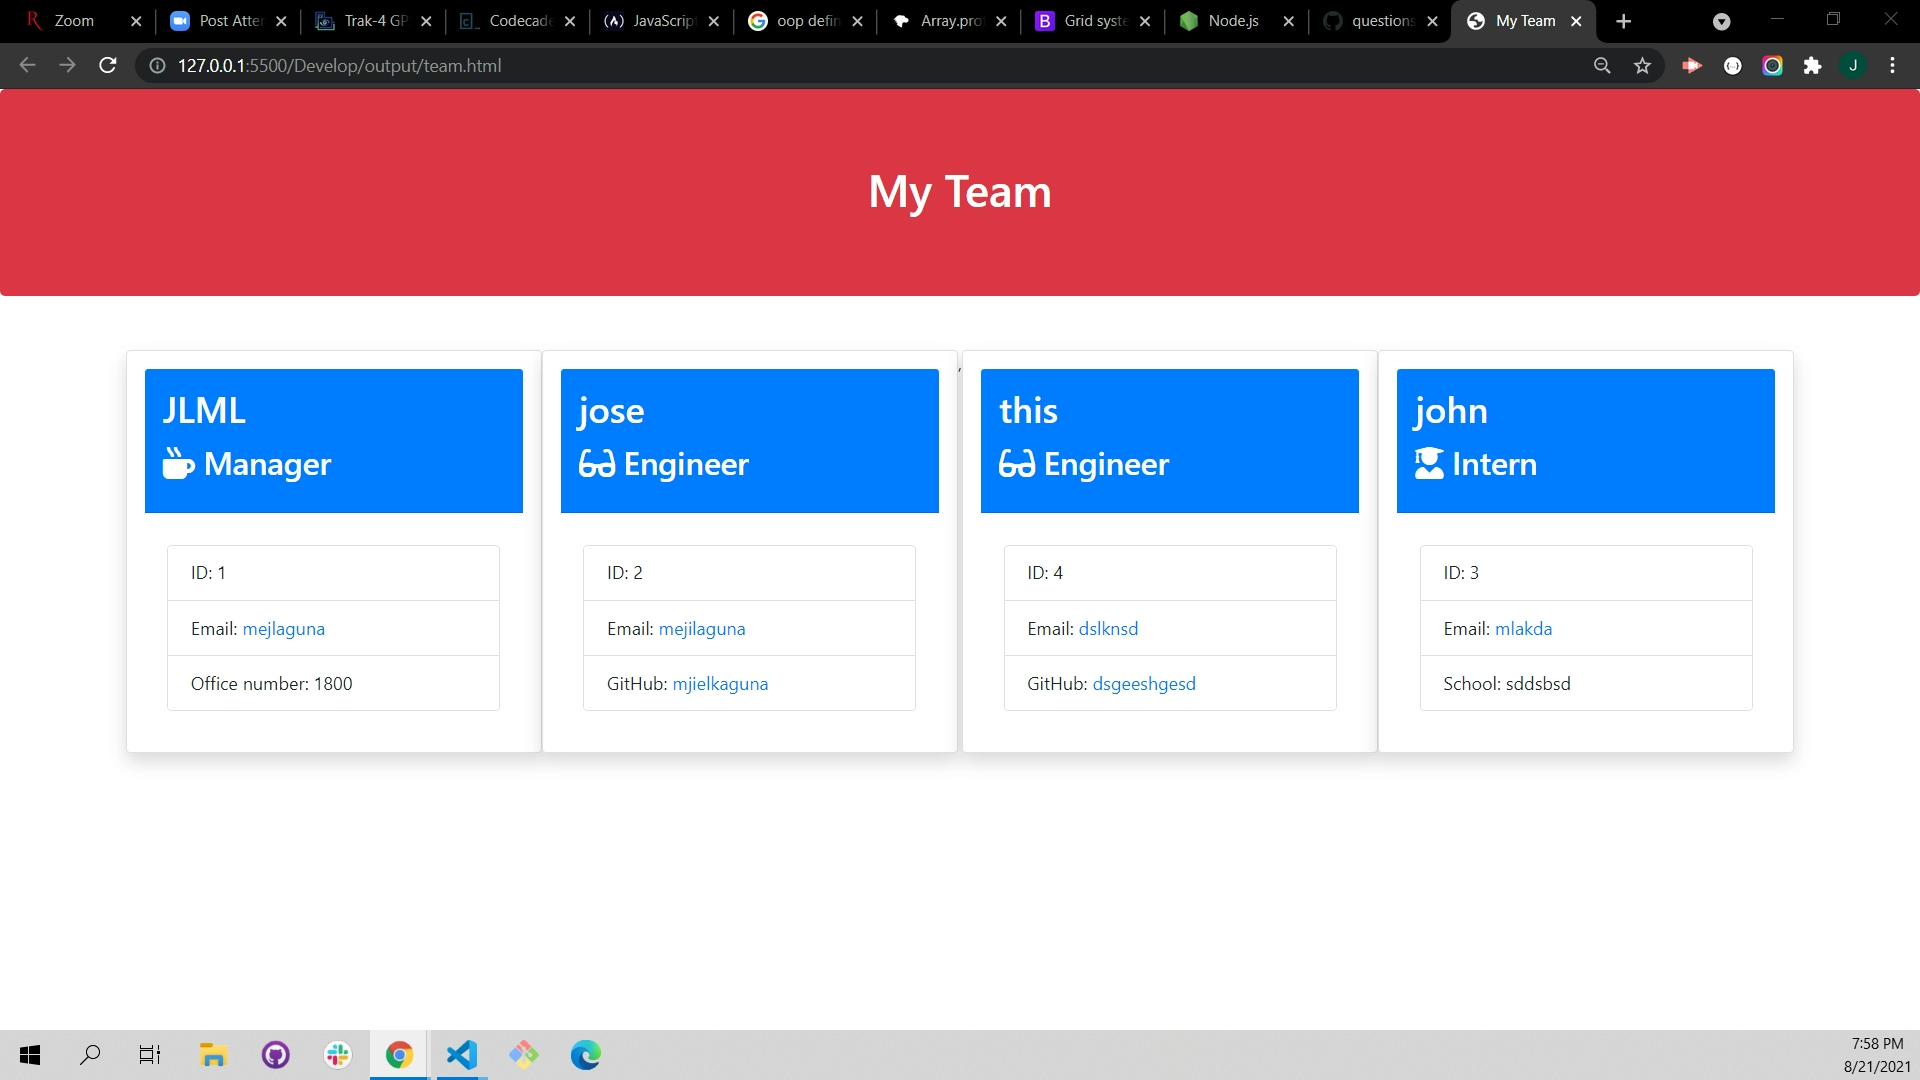 Zoom
Post Atter
Trak-4 GP
Codecade
JavaScript
oop defin
Array.pro
Grid syste
Node.js
questions
My Team
127.0.0.1:5500/Develop/output/team.html
J
My Team
JLML
Manager
ID: 1
Email: mejlaguna
Office number: 1800
jose
Engineer
ID: 2
Email: mejilaguna
GitHub: mjielkaguna
,
this
Engineer
ID: 4
Email: dslknsd
GitHub: dsgeeshgesd
john
Intern
ID: 3
Email: mlakda
School: sddsbsd
7:58 PM
8/21/2021